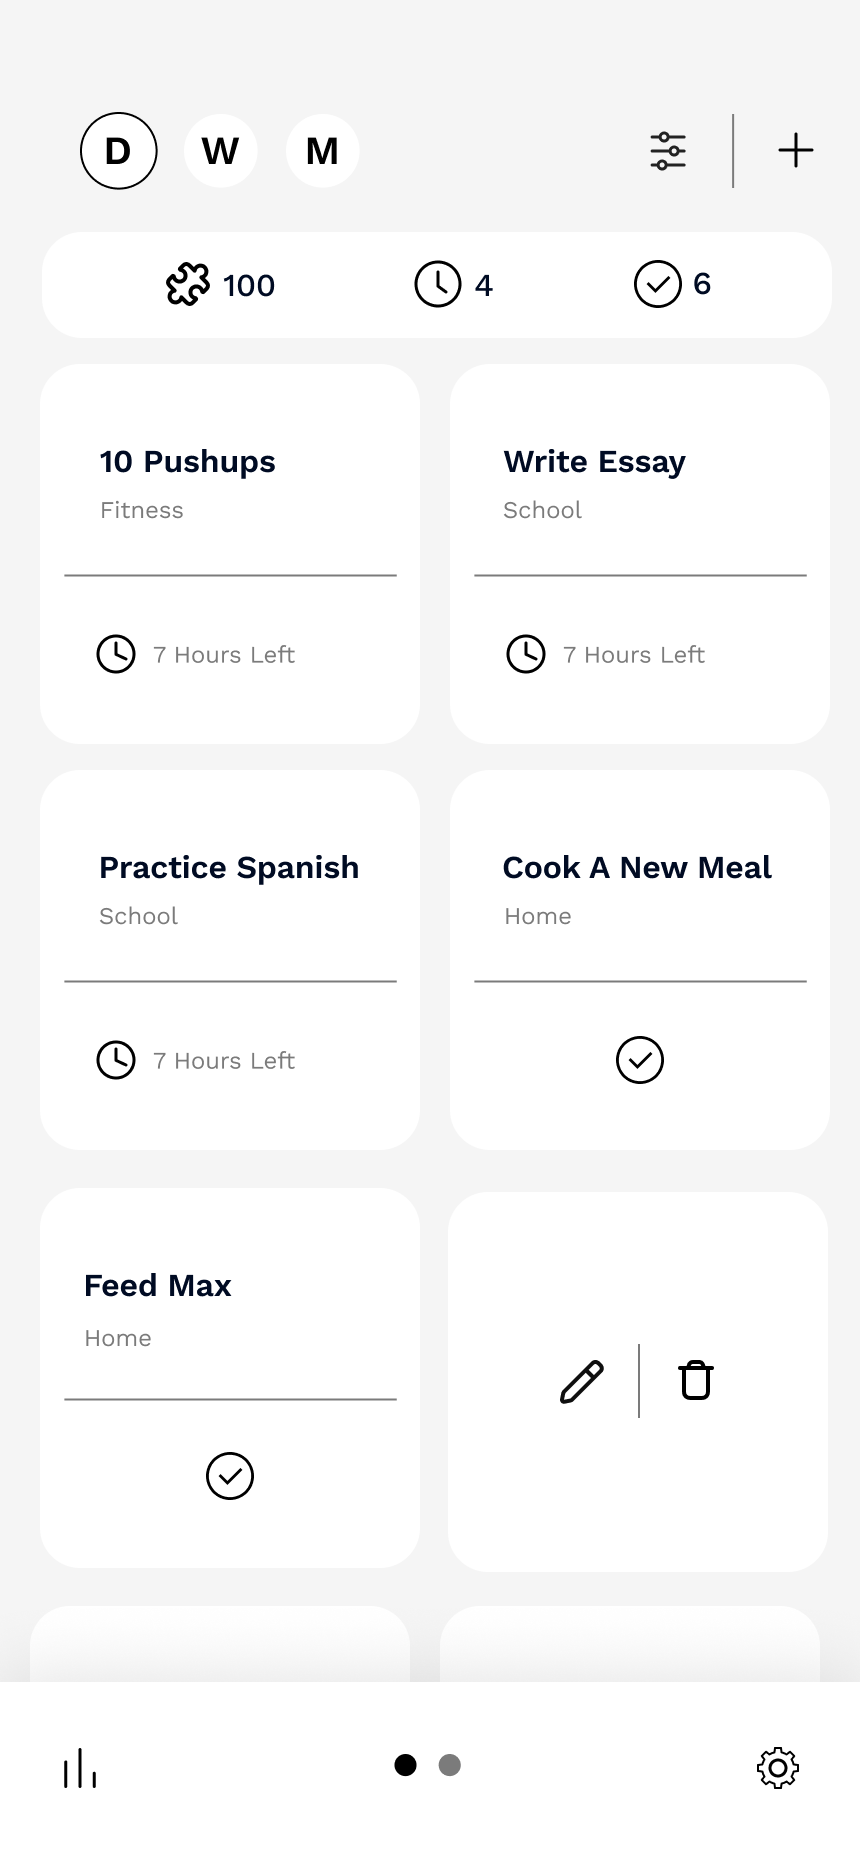 D W M
100 4 6
10 Pushups
Fitness
7 Hours Left
Write Essay
School
7 Hours Left
Practice Spanish
School
7 Hours Left
Cook A New Meal
Home
Feed Max
Home